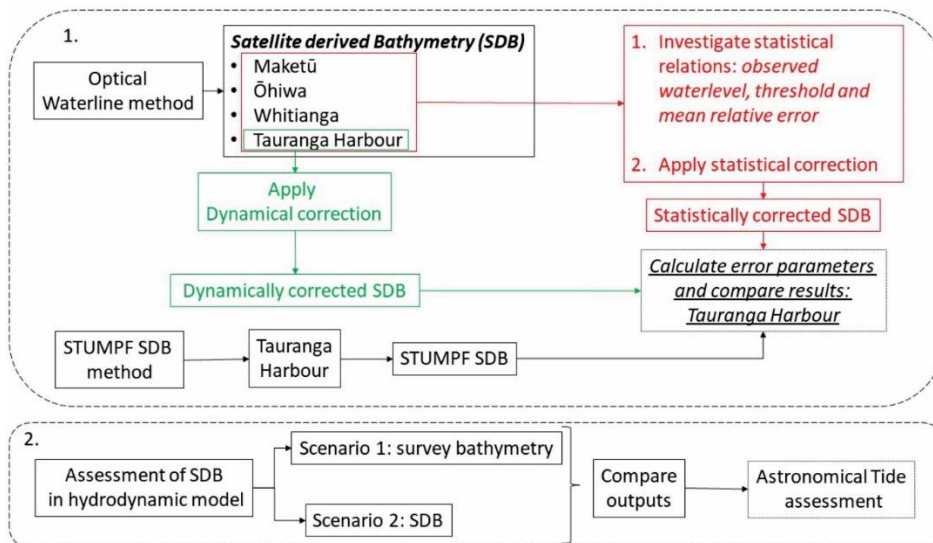 1.
Optical
Waterline method
Satellite derived Bathymetry (SDB)
• Maketū
• Ōhiwa
• Whitianga
• Tauranga Harbour
1. Investigate statistical
relations: observed
waterlevel, threshold and
mean relative error
2. Apply statistical correction
Apply
Dynamical correction
Statistically corrected SDB
Dynamically corrected SDB
Calculate error parameters
and compare results:
Tauranga Harbour
STUMPF SDB
method
Tauranga
Harbour
STUMPF SDB
2.
Assessment of SDB
in hydrodynamic model
Scenario 1: survey bathymetry
Scenario 2: SDB
Compare
outputs
Astronomical Tide
assessment